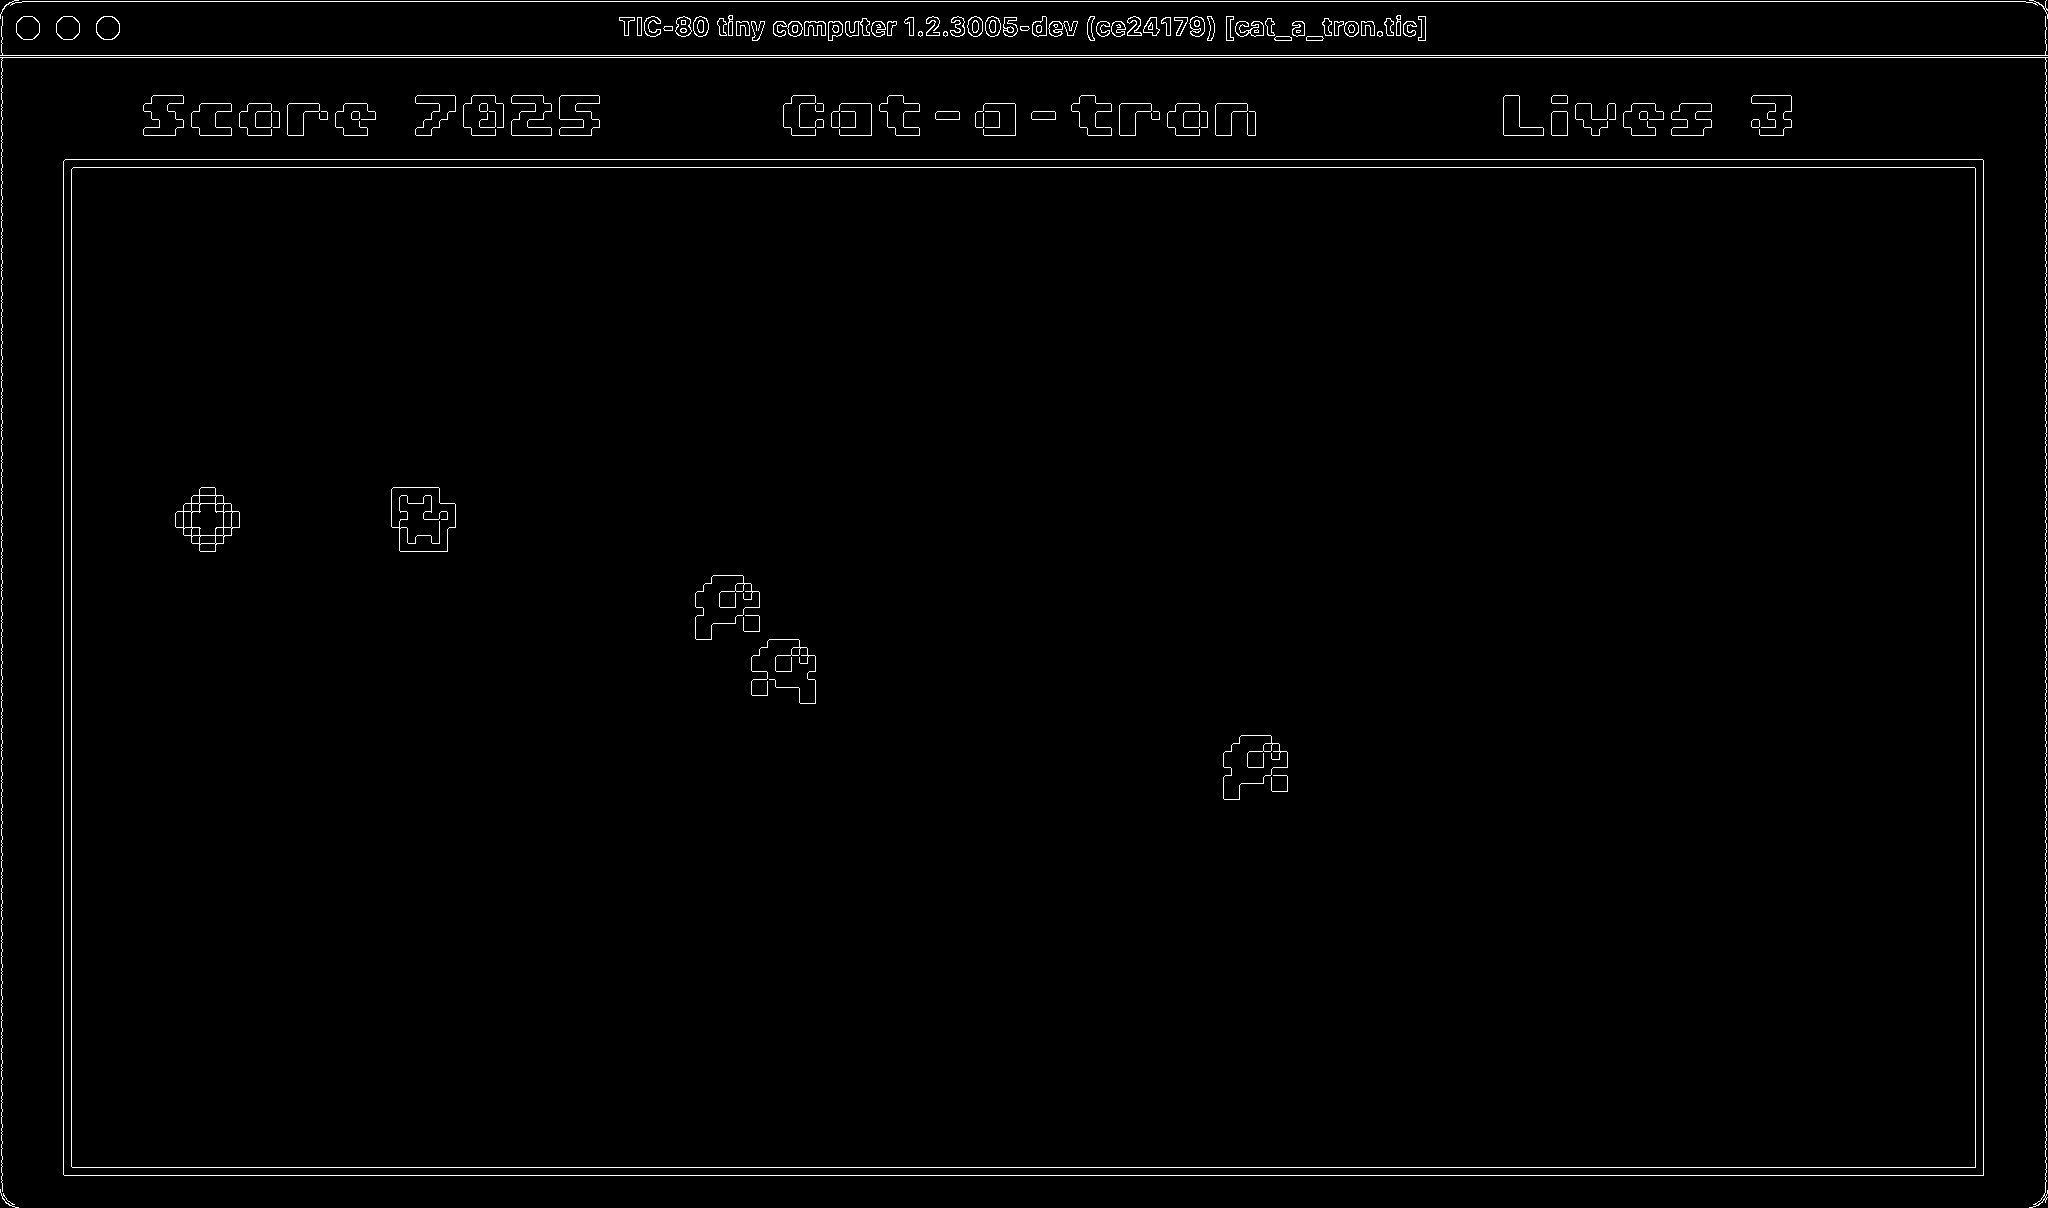 TIC-80 tiny computer 1.2.3005-dev (ce24179) [cat_a_tron.tic]
Score 7025 Cat-a-tron Lives 3